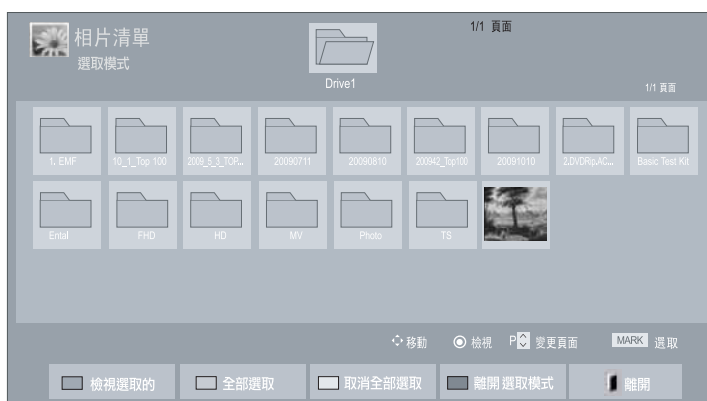 相片清單
選取模式
1/1 頁面
Drive1
1/1 頁面
1. EMF
10_1_Top 100
2009_5_3_TOP...
20090711
20090810
200942_Top100
20091010
2.DVDRip,AC...
Basic Test Kit
Ental
FHD
HD
MV
Photo
TS
移動
檢視
P 變更頁面
MARK 選取
檢視選取的
全部選取
取消全部選取
離開選取模式
離開